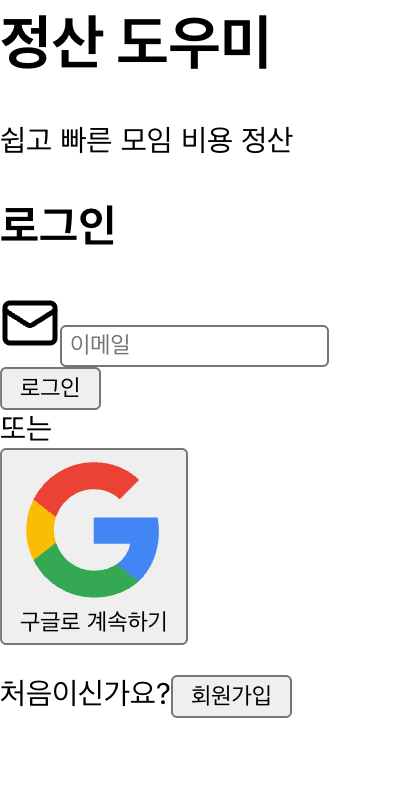 정산 도우미
쉽고 빠른 모임 비용 정산
로그인
이메일
로그인
또는
구글로 계속하기
처음이신가요? 회원가입